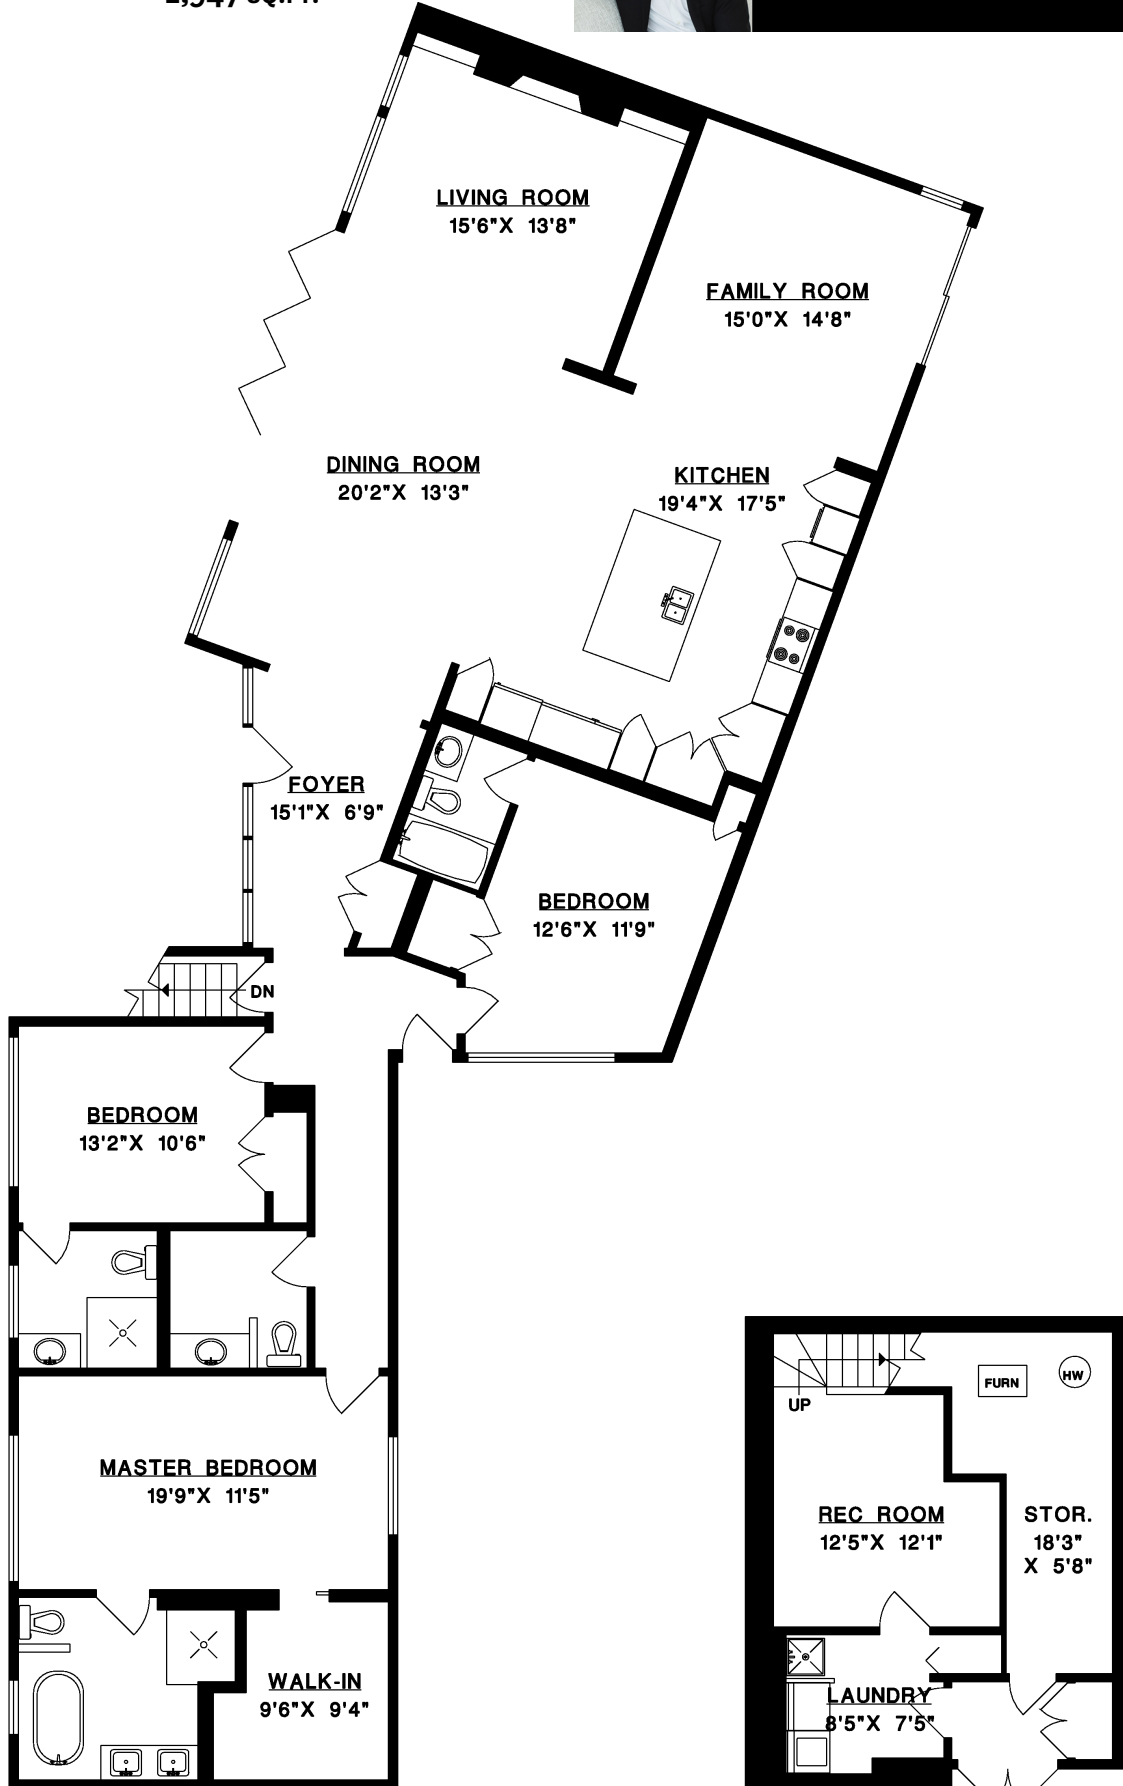 LIVING ROOM
15'6"X 13'8"
FAMILY ROOM
15'0"X 14'8"
DINING ROOM
20'2"X 13'3"
KITCHEN
19'4"X 17'5"
FOYER
15'1"X 6'9"
BEDROOM
12'6"X 11'9"
DN
BEDROOM
13'2"X 10'6"
MASTER BEDROOM
19'9"X 11'5"
WALK-IN
9'6"X 9'4"
UP
FURN
HW
REC ROOM
12'5"X 12'1"
STOR.
18'3"
X 5'8"
LAUNDRY
8'5"X 7'5"